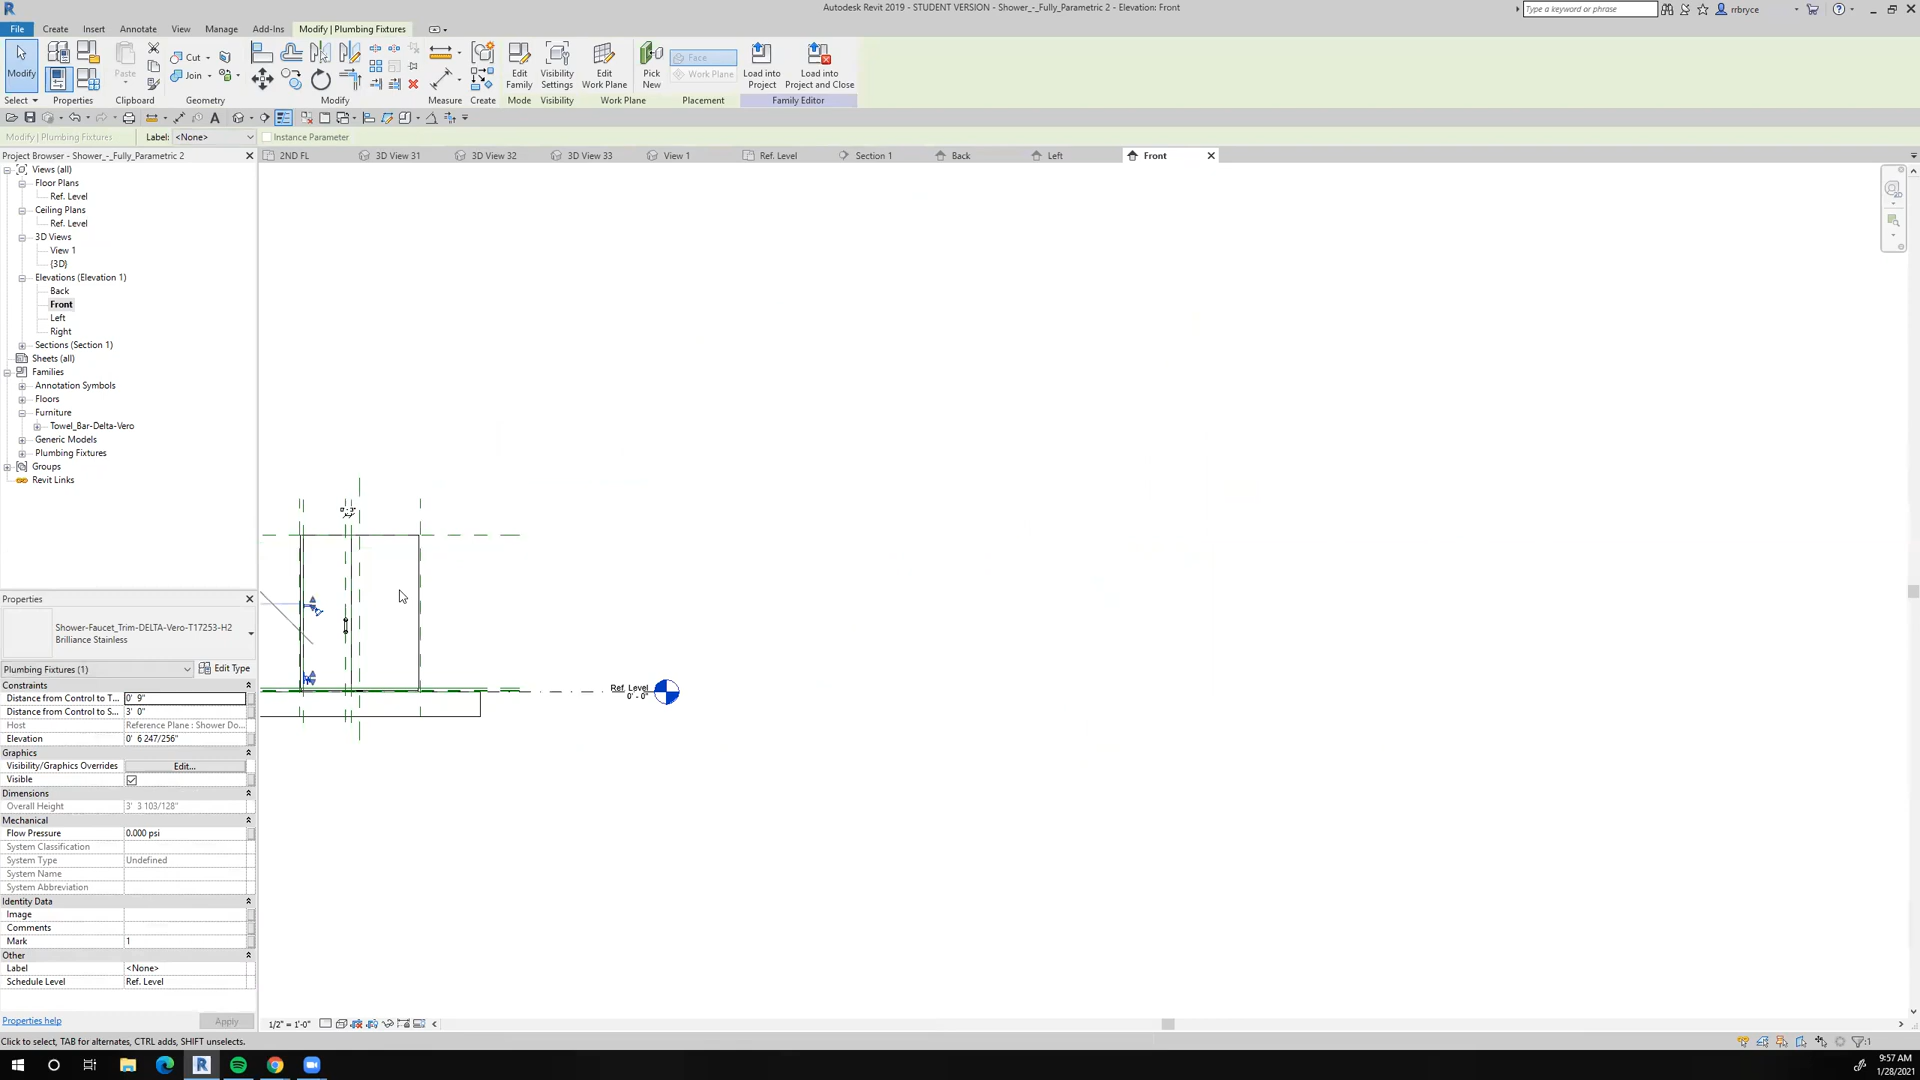 Autodesk Revit 2019 - STUDENT VERSION - Shower_-_Fully_Parametric 2 - Elevation: Front
Type a keyword or phrase
rrbryce
File Create Insert Annotate View Manage Add-Ins Modify | Plumbing Fixtures
Modify
Paste
Cut
Join
Edit Family
Visibility Settings
Edit Work Plane
Pick New
Face
Work Plane
Load into Project
Load into Project and Close
Select Properties Clipboard Geometry Modify Measure Create Mode Visibility Work Plane Placement Family Editor
Modify | Plumbing Fixtures Label: <None> Instance Parameter
Project Browser - Shower_-_Fully_Parametric 2
2ND FL 3D View 31 3D View 32 3D View 33 View 1 Ref. Level Section 1 Back Left Front
Views (all)
Floor Plans
Ref. Level
Ceiling Plans
Ref. Level
3D Views
View 1
{3D}
Elevations (Elevation 1)
Back
Front
Left
Right
Sections (Section 1)
Sheets (all)
Families
Annotation Symbols
Floors
Furniture
Towel_Bar-Delta-Vero
Generic Models
Plumbing Fixtures
Groups
Revit Links
Ref. Level
0' - 0"
Properties
Shower-Faucet_Trim-DELTA-Vero-T17253-H2
Brilliance Stainless
Plumbing Fixtures (1) Edit Type
Constraints
Distance from Control to T... 0' 9"
Distance from Control to S... 3' 0"
Host Reference Plane : Shower Do...
Elevation 0' 6 247/256"
Graphics
Visibility/Graphics Overrides Edit...
Visible
Dimensions
Overall Height 3' 3 103/128"
Mechanical
Flow Pressure 0.000 psi
System Classification
System Type Undefined
System Name
System Abbreviation
Identity Data
Image
Comments
Mark 1
Other
Label <None>
Schedule Level Ref. Level
Properties help Apply
1/2" = 1'-0"
Click to select, TAB for alternates, CTRL adds, SHIFT unselects.
:1
9:57 AM
1/28/2021